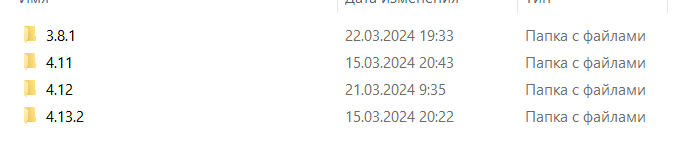 Имя Дата изменения Тип
3.8.1 22.03.2024 19:33 Папка с файлами
4.11 15.03.2024 20:43 Папка с файлами
4.12 21.03.2024 9:35 Папка с файлами
4.13.2 15.03.2024 20:22 Папка с файлами